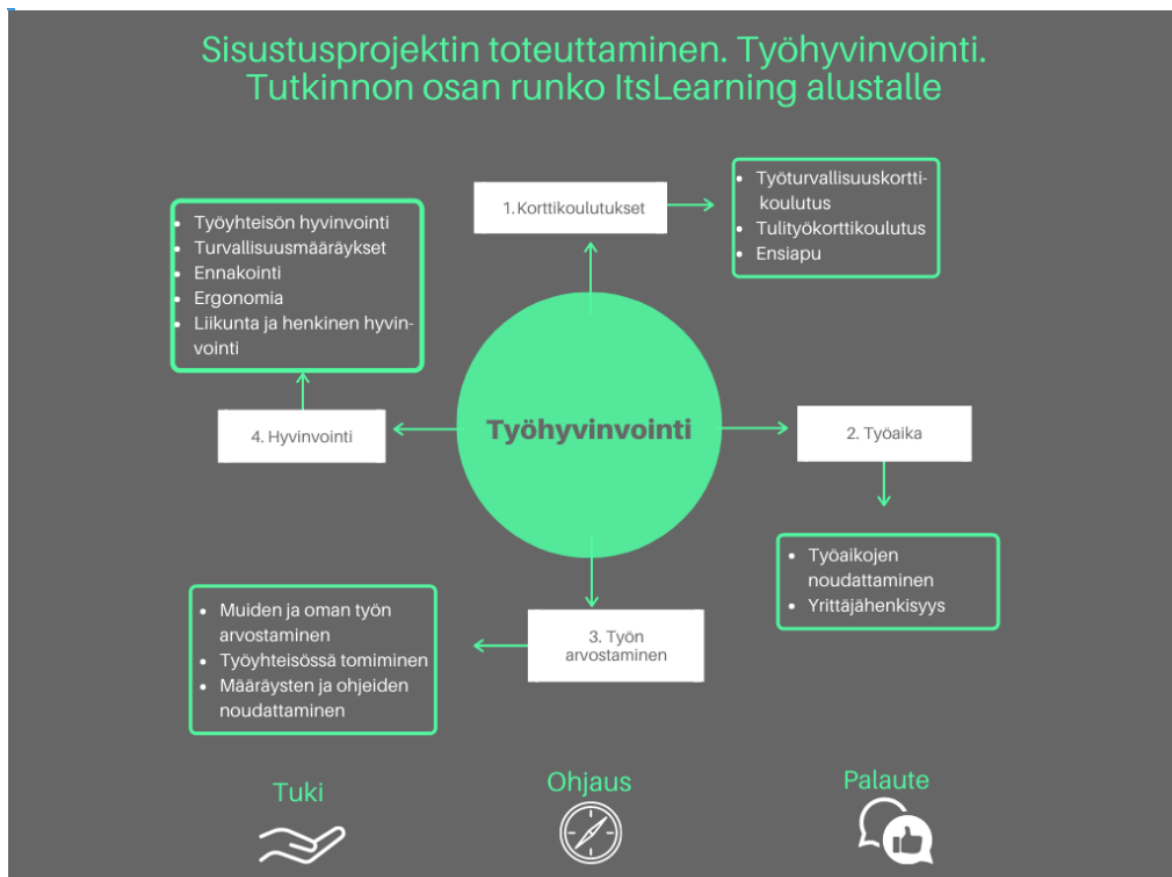 Sisustusprojektin toteuttaminen. Työhyvinvointi.
Tutkinnon osan runko ItsLearning alustalle
1. Korttikoulutukset
• Työturvallisuuskortti-
koulutus
• Tulityökorttikoulutus
• Ensiapu
• Työyhteisön hyvinvointi
• Turvallisuusmääräykset
• Ennakointi
• Ergonomia
• Liikunta ja henkinen hyvin-
vointi
4. Hyvinvointi
Työhyvinvointi
2. Työaika
• Työaikojen
noudattaminen
• Yrittäjähenkisyys
• Muiden ja oman työn
arvostaminen
• Työyhteisössä tomiminen
• Määräysten ja ohjeiden
noudattaminen
3. Työn
arvostaminen
Tuki
Ohjaus
Palaute